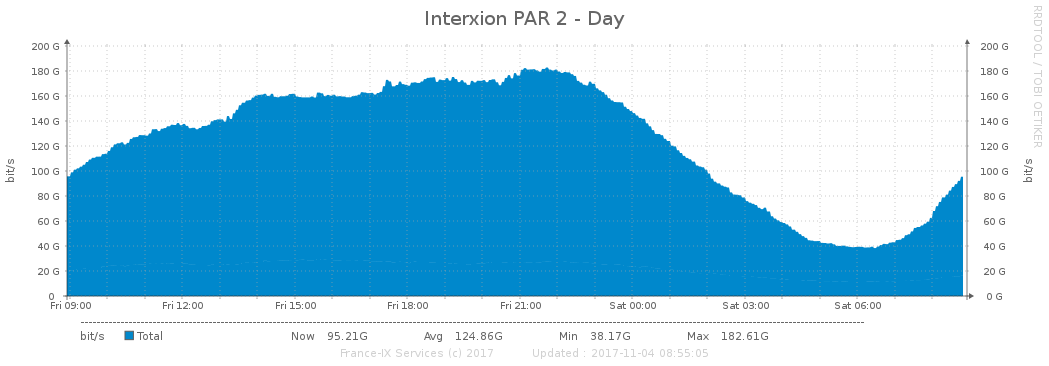 Interxion PAR 2 - Day
RRDTOOL / TOBI OETIKER
bit/s
200 G 200 G
180 G 180 G
160 G 160 G
140 G 140 G
120 G 120 G
100 G 100 G
80 G 80 G
60 G 60 G
40 G 40 G
20 G 20 G
0 0 G
bit/s
Fri 09:00 Fri 12:00 Fri 15:00 Fri 18:00 Fri 21:00 Sat 00:00 Sat 03:00 Sat 06:00
bit/s Total Now 95.21G Avg 124.86G Min 38.17G Max 182.61G
France-IX Services (c) 2017 Updated : 2017-11-04 08:55:05